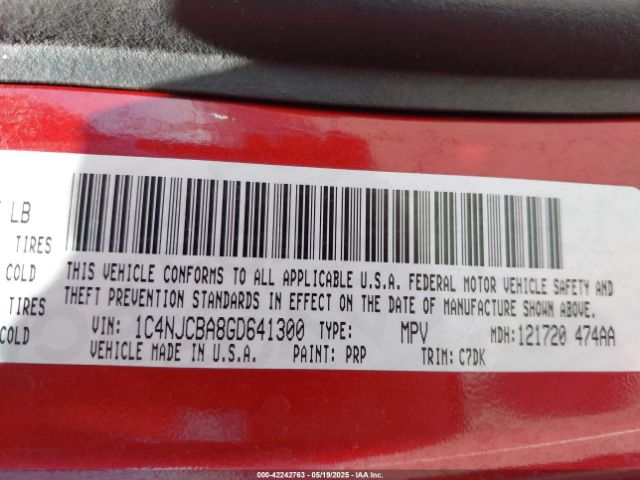 LB
TIRES
COLD
TIRES
COLD
THIS VEHICLE CONFORMS TO ALL APPLICABLE U.S.A. FEDERAL MOTOR VEHICLE SAFETY AND
THEFT PREVENTION STANDARDS IN EFFECT ON THE DATE OF MANUFACTURE SHOWN ABOVE.
VIN: 1C4NJCBA8GD641300 TYPE: MPV MDH:121720 474AA
VEHICLE MADE IN U.S.A. PAINT: PRP TRIM: C7DK
000-42242763 - 05/19/2025 - IAA Inc.